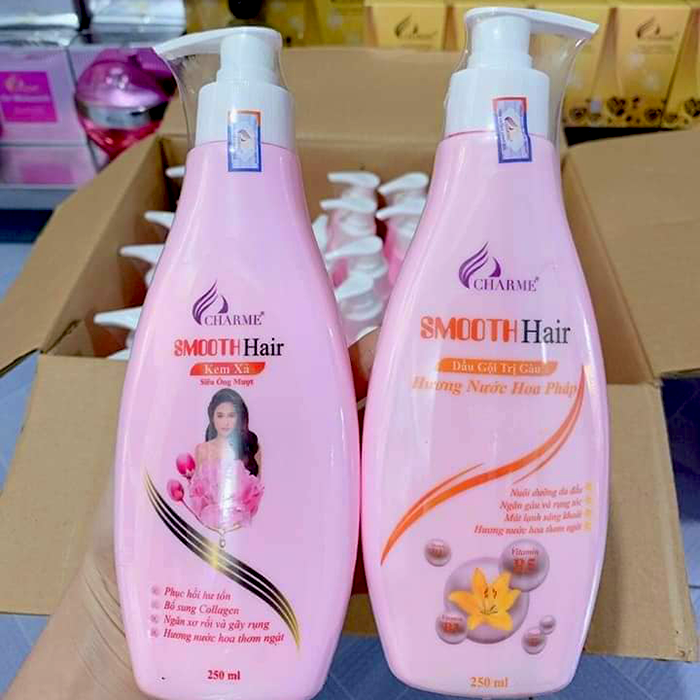 CHARME®
SMOOTH Hair
Kem Xả
Siêu Óng Mượt
Phục hồi hư tổn
Bổ sung Collagen
Ngăn xơ rối và gãy rụng
Hương nước hoa thơm ngát
250 ml
CHARME®
SMOOTH Hair
Dầu Gội Trị Gàu
Hương Nước Hoa Pháp
Nuôi dưỡng da đầu
Ngăn gàu và rụng tóc
Mát lạnh sảng khoái
Hương nước hoa thơm ngát
Vitamin
B5
250 ml
CHARME